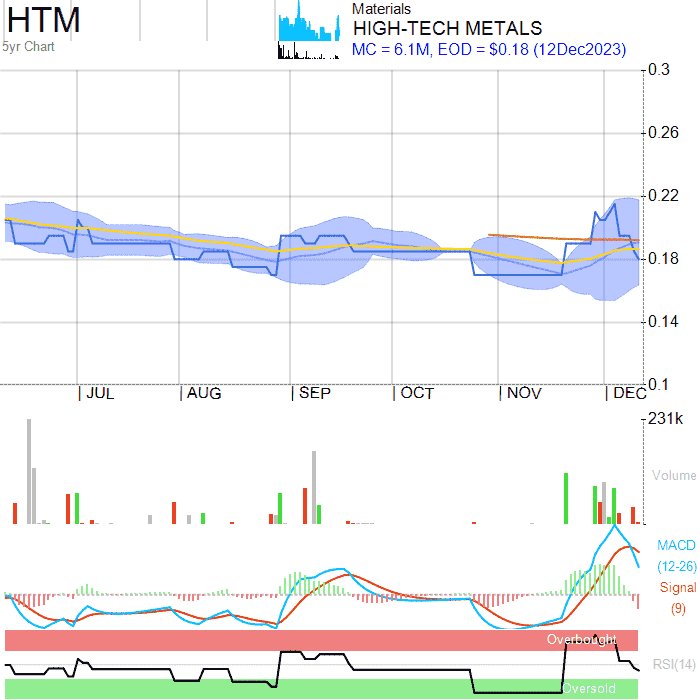 HTM
5yr Chart
Materials
HIGH-TECH METALS
MC = 6.1M, EOD = $0.18 (12Dec2023)
0.3
0.26
0.22
0.18
0.14
0.1
| JUL | AUG | SEP | OCT | NOV | DEC
231k
Volume
MACD
(12-26)
Signal
(9)
Overbought
RSI(14)
Oversold